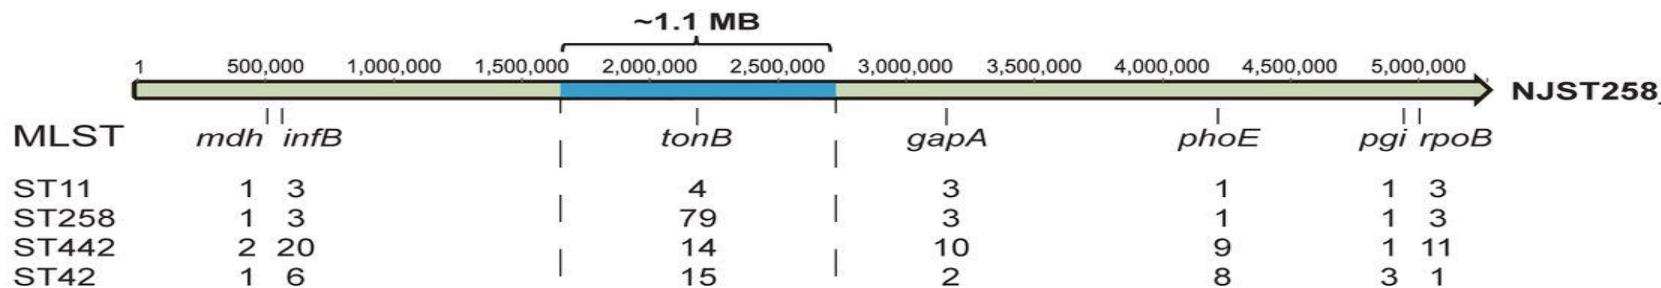 ~1.1 MB
1 500,000 1,000,000 1,500,000 2,000,000 2,500,000 3,000,000 3,500,000 4,000,000 4,500,000 5,000,000
NJST258_
MLST mdh infB tonB gapA phoE pgi rpoB
ST11 1 3 4 3 1 1 3
ST258 1 3 79 3 1 1 3
ST442 2 20 14 10 9 1 11
ST42 1 6 15 2 8 3 1